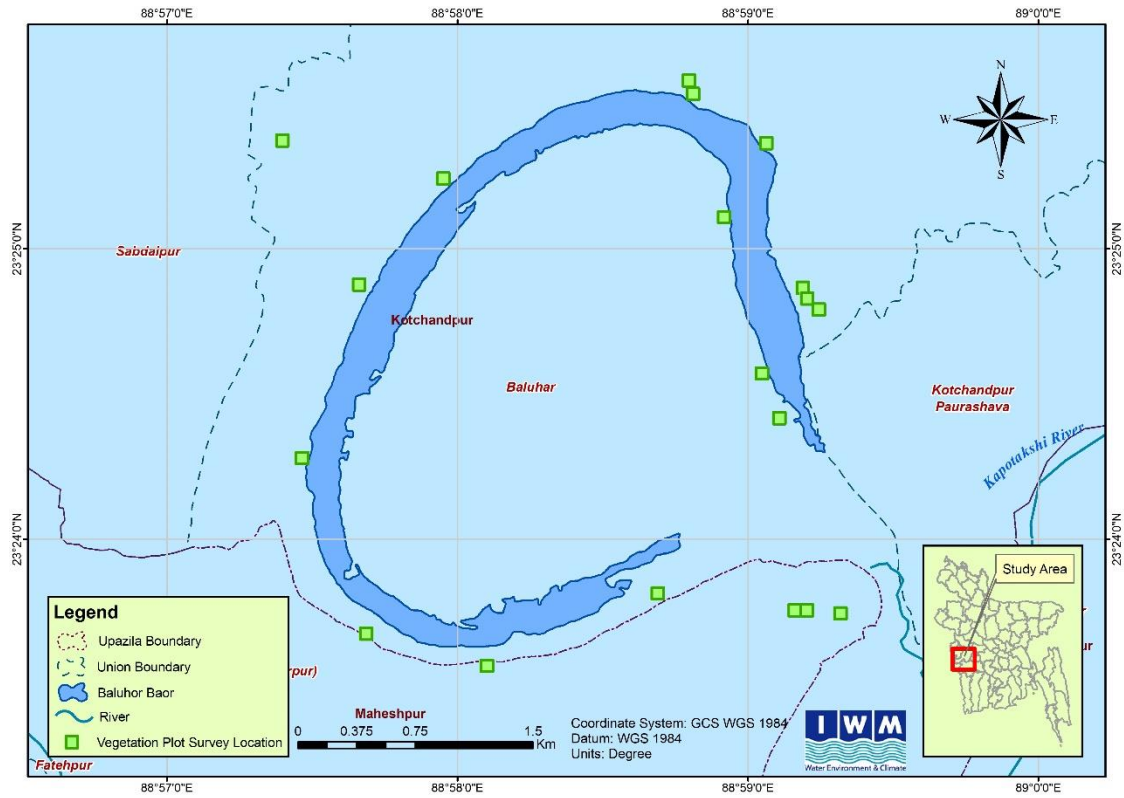 88°57'0"E
88°58'0"E
88°59'0"E
89°0'0"E
N
W
E
S
23°25'0"N
23°25'0"N
Sabdalpur
Kotchandpur
Baluhar
Kotchandpur
Paurashava
Kapotakshi River
23°24'0"N
23°24'0"N
Study Area
Legend
Upazila Boundary
Union Boundary
Baluhor Baor
River
Vegetation Plot Survey Location
rpur)
ur
Maheshpur
0 0.375 0.75 1.5
Km
Coordinate System: GCS WGS 1984
Datum: WGS 1984
Units: Degree
IWM
Water Environment & Climate
Fatehpur
88°57'0"E
88°58'0"E
88°59'0"E
89°0'0"E